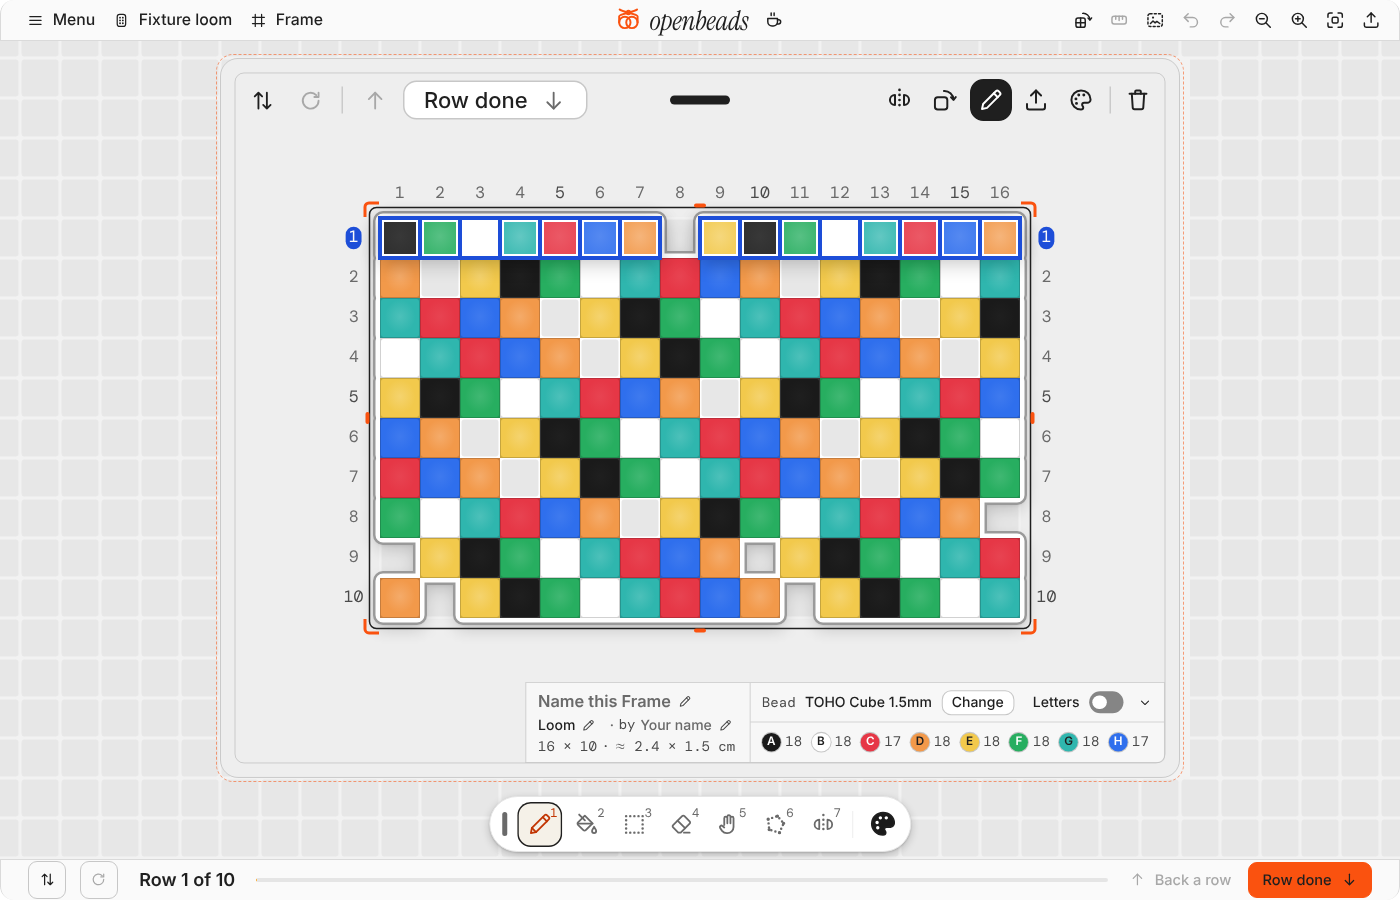 Menu Fixture loom Frame openbeads
Row done
1 2 3 4 5 6 7 8 9 10 11 12 13 14 15 16
1 1
2 2
3 3
4 4
5 5
6 6
7 7
8 8
9 9
10 10
Name this Frame
Loom · by Your name
16 × 10 · ≈ 2.4 × 1.5 cm
Bead TOHO Cube 1.5mm Change Letters
A 18 B 18 C 17 D 18 E 18 F 18 G 18 H 17
1 2 3 4 5 6 7
Row 1 of 10 Back a row Row done